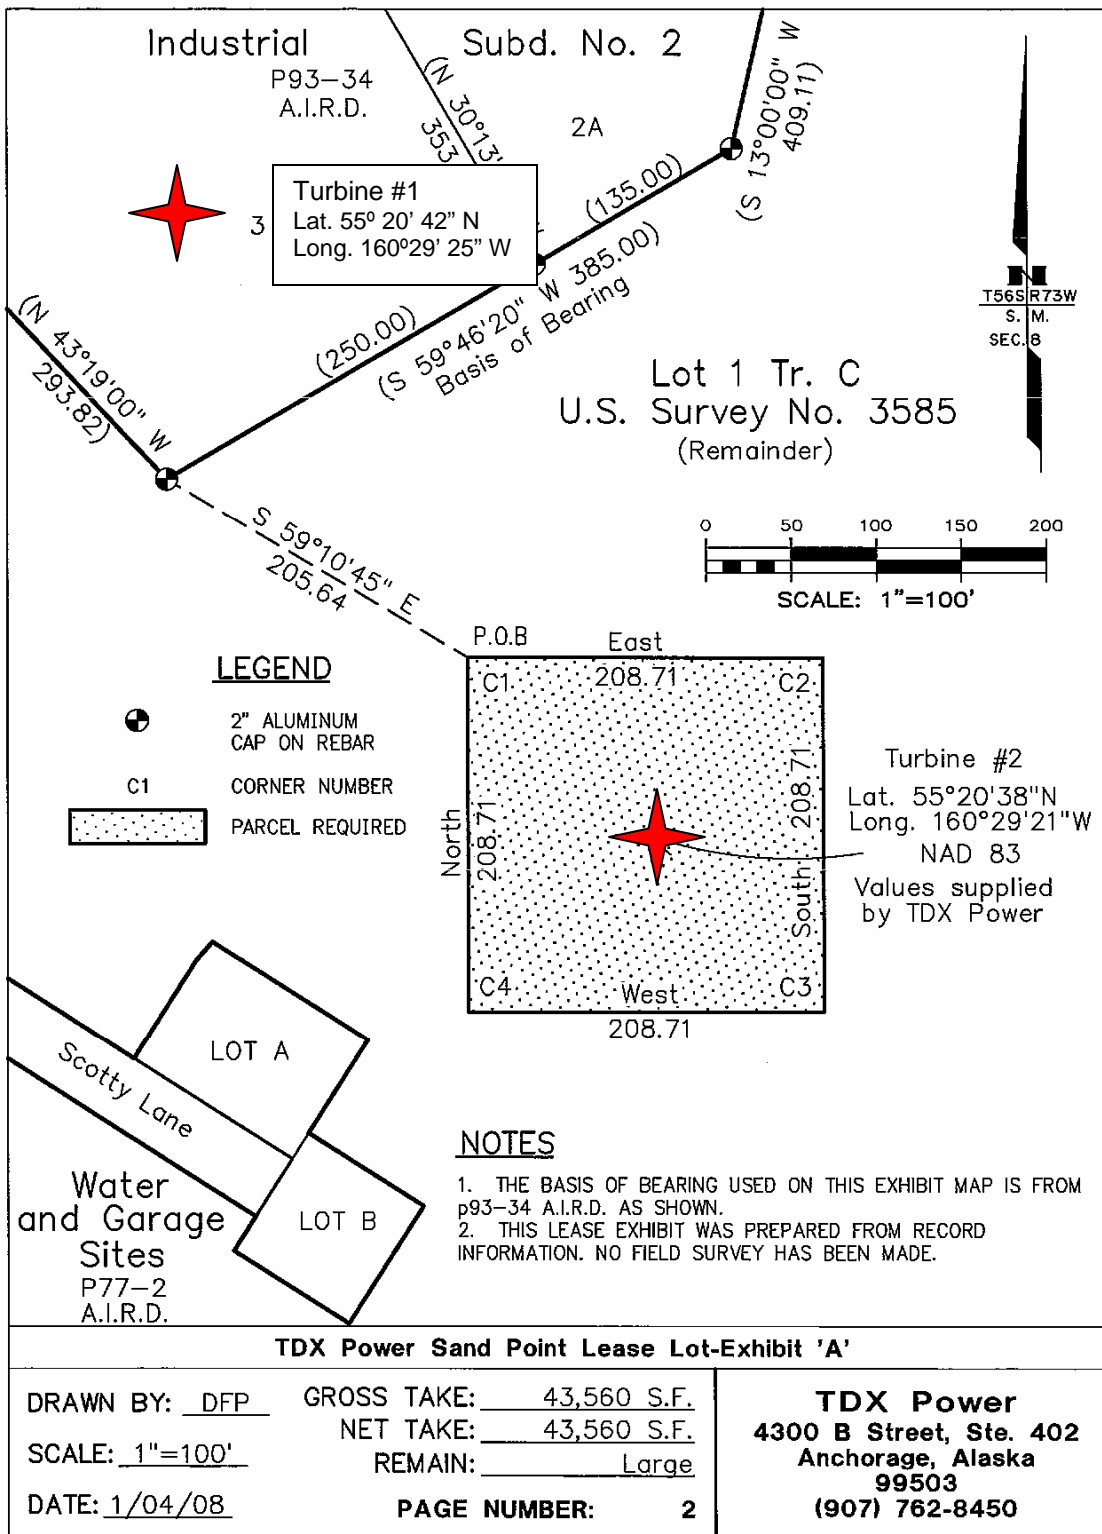 Industrial Subd. No. 2
P93-34
A.I.R.D.
(N 30°13'
353
2A
(S 13°00'00" W
409.11)
3
Turbine #1
Lat. 55º 20' 42" N
Long. 160º29' 25" W
(135.00)
(250.00)
(S 59°46'20" W 385.00)
Basis of Bearing
(N 43°19'00" W
293.82)
N
T56S R73W
S. M.
SEC. 8
Lot 1 Tr. C
U.S. Survey No. 3585
(Remainder)
0 50 100 150 200
SCALE: 1"=100'
S 59°10'45" E
205.64
P.O.B
East
208.71
C1
C2
LEGEND
2" ALUMINUM
CAP ON REBAR
C1 CORNER NUMBER
PARCEL REQUIRED
North
208.71
South 208.71
Turbine #2
Lat. 55°20'38"N
Long. 160°29'21"W
NAD 83
Values supplied
by TDX Power
C4
West
C3
208.71
LOT A
Scotty Lane
LOT B
Water
and Garage
Sites
P77-2
A.I.R.D.
NOTES
1. THE BASIS OF BEARING USED ON THIS EXHIBIT MAP IS FROM
p93-34 A.I.R.D. AS SHOWN.
2. THIS LEASE EXHIBIT WAS PREPARED FROM RECORD
INFORMATION. NO FIELD SURVEY HAS BEEN MADE.
TDX Power Sand Point Lease Lot-Exhibit 'A'
DRAWN BY: DFP
SCALE: 1"=100'
DATE: 1/04/08
GROSS TAKE: 43,560 S.F.
NET TAKE: 43,560 S.F.
REMAIN: Large
PAGE NUMBER: 2
TDX Power
4300 B Street, Ste. 402
Anchorage, Alaska
99503
(907) 762-8450